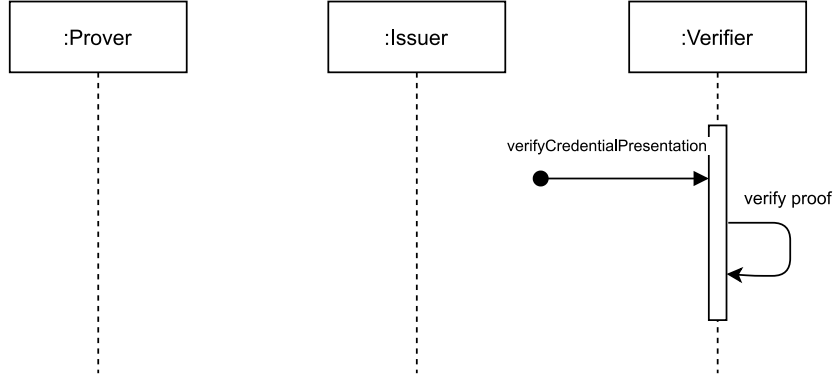 :Prover
:Issuer
:Verifier
verifyCredentialPresentation
verify proof